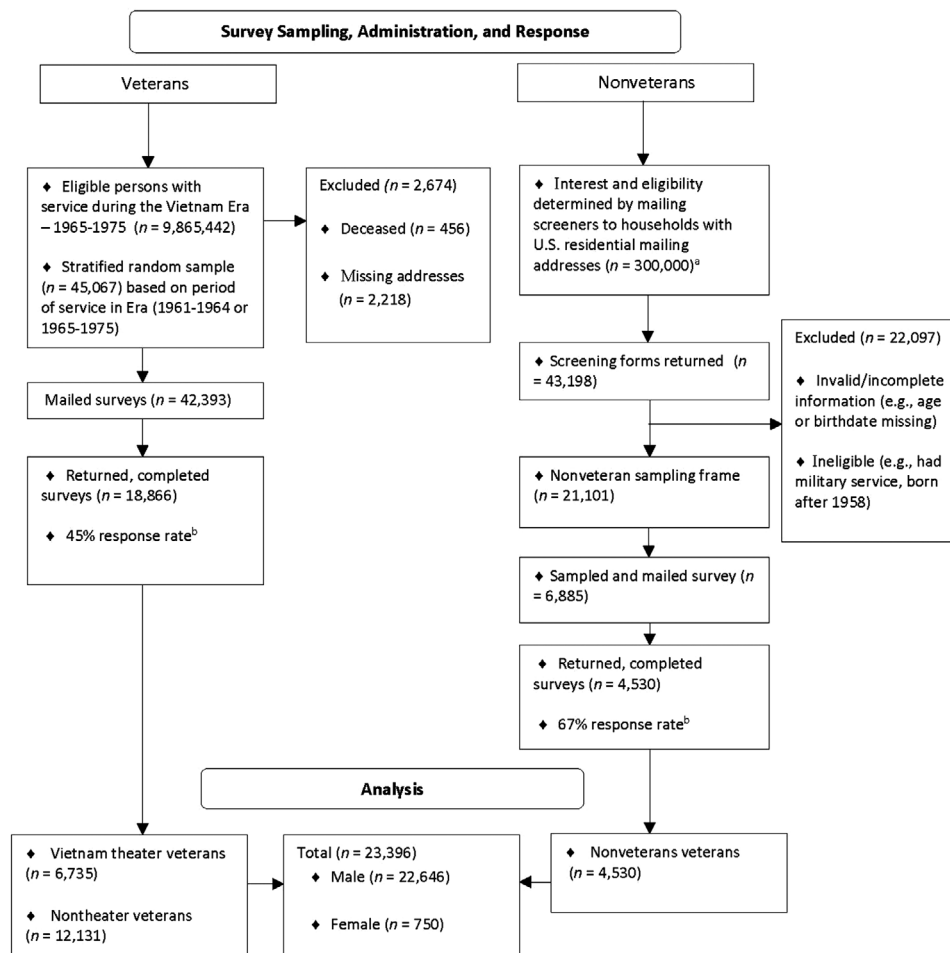 Survey Sampling, Administration, and Response
Veterans
Nonveterans
♦ Eligible persons with
service during the Vietnam Era
– 1965-1975 (n = 9,865,442)
♦ Stratified random sample
(n = 45,067) based on period
of service in Era (1961-1964 or
1965-1975)
Excluded (n = 2,674)
♦ Deceased (n = 456)
♦ Missing addresses
(n = 2,218)
♦ Interest and eligibility
determined by mailing
screeners to households with
U.S. residential mailing
addresses (n = 300,000)a
♦ Screening forms returned (n
= 43,198)
Excluded (n = 22,097)
♦ Invalid/incomplete
information (e.g., age
or birthdate missing)
♦ Ineligible (e.g., had
military service, born
after 1958)
Mailed surveys (n = 42,393)
♦ Returned, completed
surveys (n = 18,866)
♦ 45% response rateb
♦ Nonveteran sampling frame
(n = 21,101)
♦ Sampled and mailed survey (n
= 6,885)
♦ Returned, completed
surveys (n = 4,530)
♦ 67% response rateb
Analysis
♦ Vietnam theater veterans
(n = 6,735)
♦ Nontheater veterans
(n = 12,131)
Total (n = 23,396)
♦ Male (n = 22,646)
♦ Female (n = 750)
♦ Nonveterans veterans
(n = 4,530)